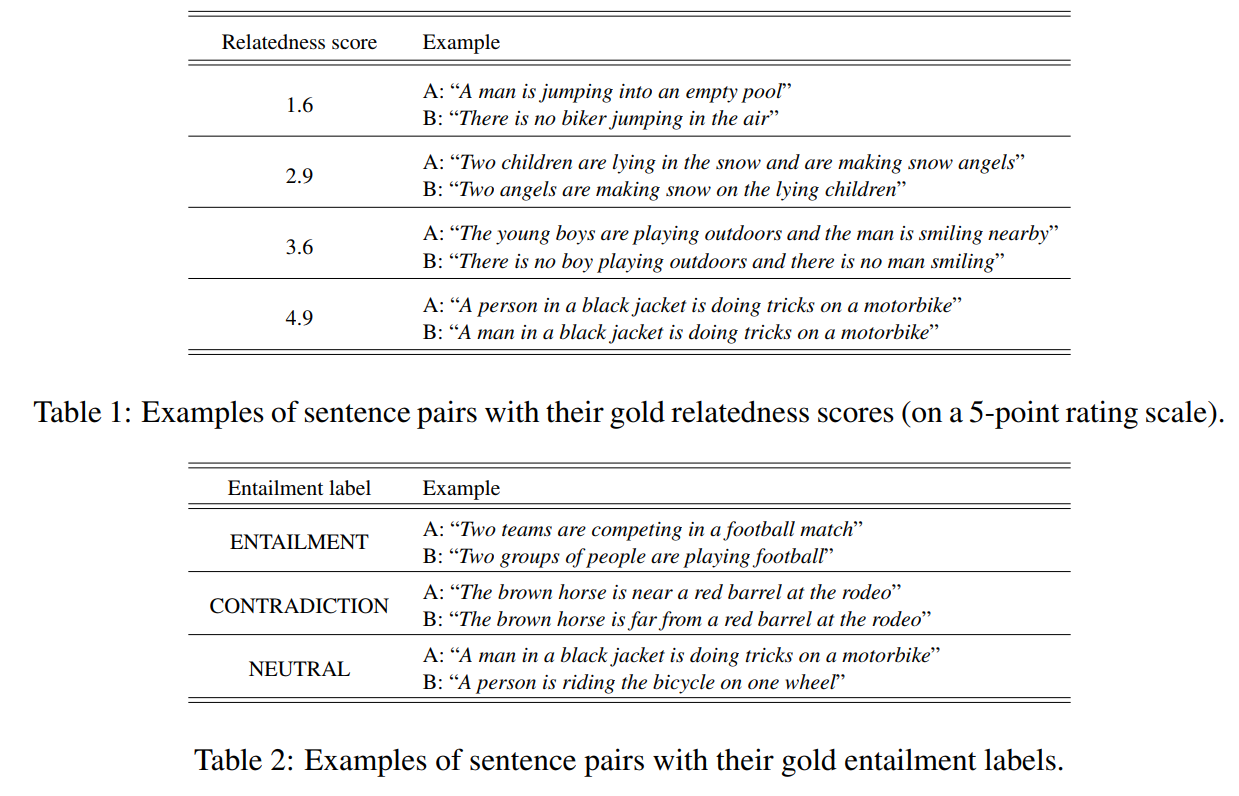 Relatedness score Example
1.6
A: “A man is jumping into an empty pool”
B: “There is no biker jumping in the air”
2.9
A: “Two children are lying in the snow and are making snow angels”
B: “Two angels are making snow on the lying children”
3.6
A: “The young boys are playing outdoors and the man is smiling nearby”
B: “There is no boy playing outdoors and there is no man smiling”
4.9
A: “A person in a black jacket is doing tricks on a motorbike”
B: “A man in a black jacket is doing tricks on a motorbike”
Table 1: Examples of sentence pairs with their gold relatedness scores (on a 5-point rating scale).
Entailment label Example
ENTAILMENT
A: “Two teams are competing in a football match”
B: “Two groups of people are playing football”
CONTRADICTION
A: “The brown horse is near a red barrel at the rodeo”
B: “The brown horse is far from a red barrel at the rodeo”
NEUTRAL
A: “A man in a black jacket is doing tricks on a motorbike”
B: “A person is riding the bicycle on one wheel”
Table 2: Examples of sentence pairs with their gold entailment labels.